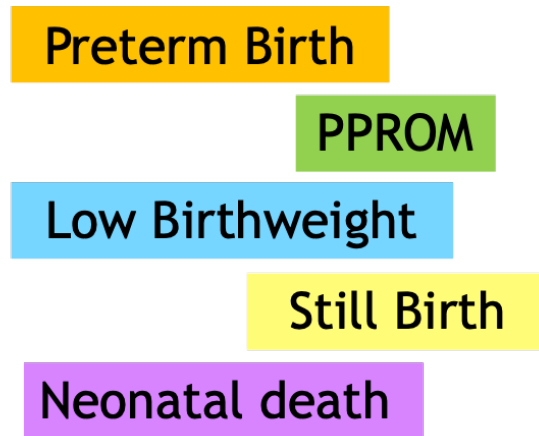 Preterm Birth
PPROM
Low Birthweight
Still Birth
Neonatal death